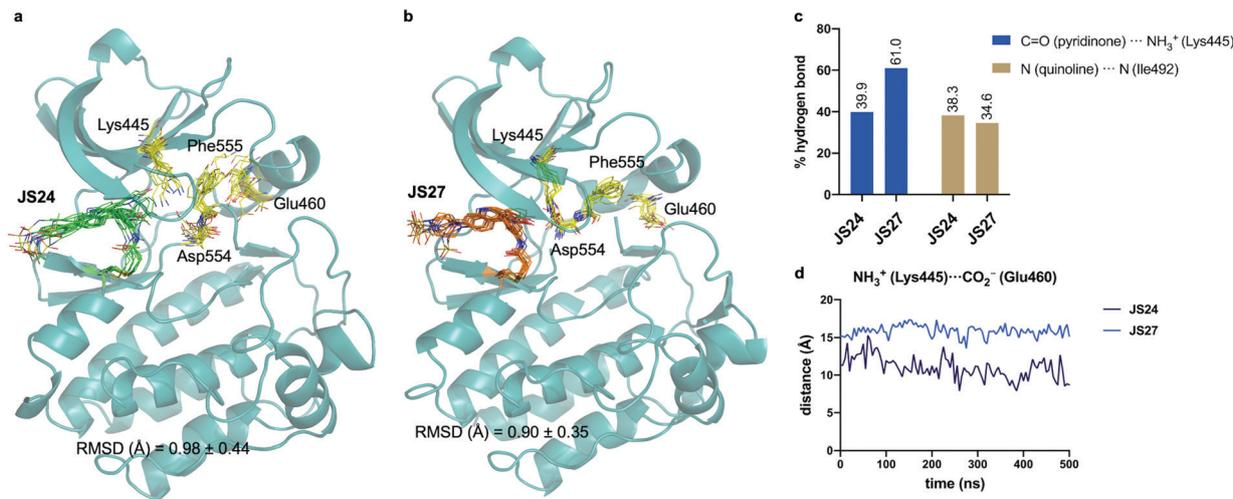 a
Lys445
Phe555
JS24
Glu460
Asp554
RMSD (Å) = 0.98 ± 0.44
b
Lys445
Phe555
JS27
Glu460
Asp554
RMSD (Å) = 0.90 ± 0.35
c
% hydrogen bond
80
60
40
20
0
39.9
61.0
38.3
34.6
JS24
JS27
JS24
JS27
C=O (pyridinone) ··· NH₃⁺ (Lys445)
N (quinoline) ··· N (Ile492)
d
NH₃⁺ (Lys445)···CO₂⁻ (Glu460)
distance (Å)
20
15
10
5
0
0 100 200 300 400 500
time (ns)
JS24
JS27